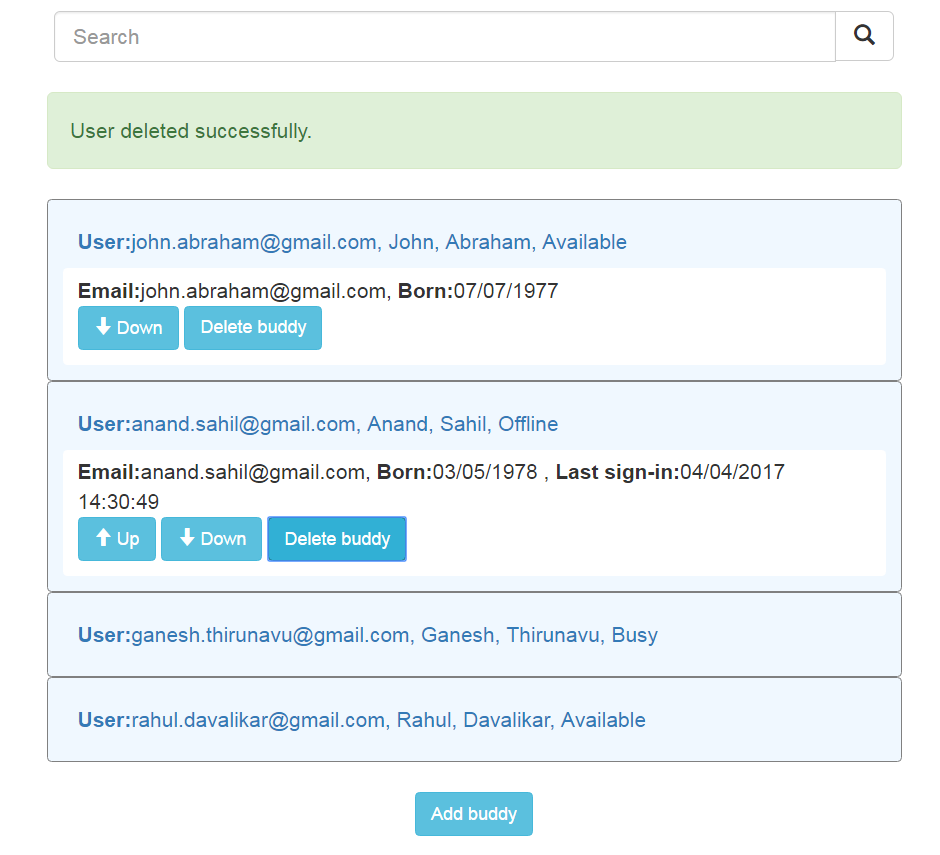 Search
User deleted successfully.
User:john.abraham@gmail.com, John, Abraham, Available
Email:john.abraham@gmail.com, Born:07/07/1977
Down Delete buddy
User:anand.sahil@gmail.com, Anand, Sahil, Offline
Email:anand.sahil@gmail.com, Born:03/05/1978 , Last sign-in:04/04/2017
14:30:49
Up Down Delete buddy
User:ganesh.thirunavu@gmail.com, Ganesh, Thirunavu, Busy
User:rahul.davalikar@gmail.com, Rahul, Davalikar, Available
Add buddy